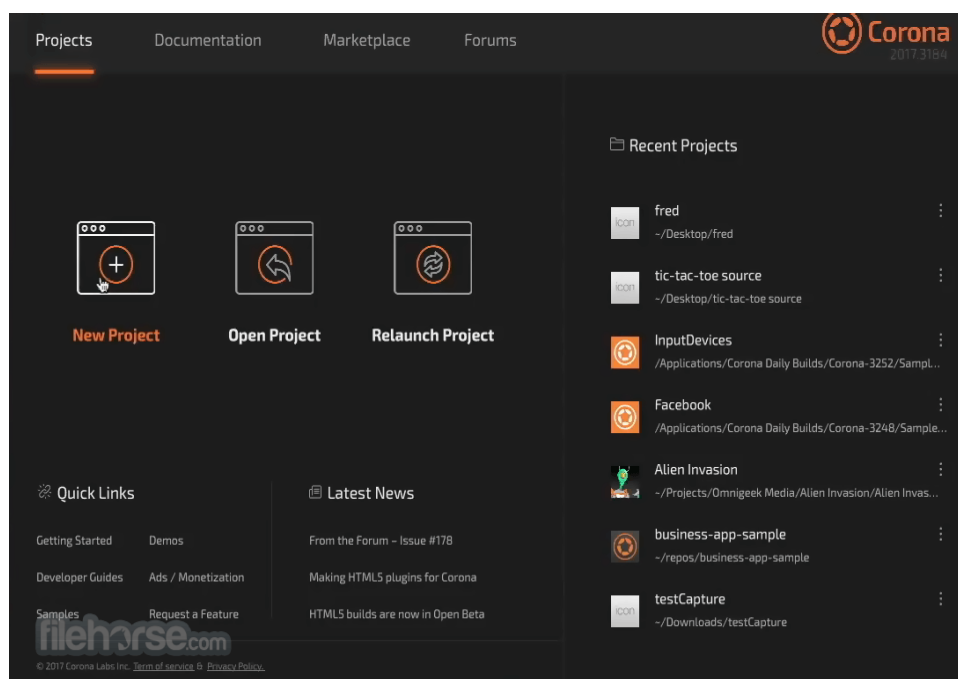 Projects Documentation Marketplace Forums
Corona
2017.3184
New Project Open Project Relaunch Project
Recent Projects
icon
fred
~/Desktop/fred
icon
tic-tac-toe source
~/Desktop/tic-tac-toe source
InputDevices
/Applications/Corona Daily Builds/Corona-3252/Sampl...
Facebook
/Applications/Corona Daily Builds/Corona-3248/Sample...
Alien Invasion
~/Projects/Omnigeek Media/Alien Invasion/Alien Invas...
business-app-sample
~/repos/business-app-sample
icon
testCapture
~/Downloads/testCapture
Quick Links
Getting Started Demos
Developer Guides Ads / Monetization
Samples Request a Feature
Latest News
From the Forum – Issue #178
Making HTML5 plugins for Corona
HTML5 builds are now in Open Beta
filehorse.com
© 2017 Corona Labs Inc. Term of service & Privacy Policy.